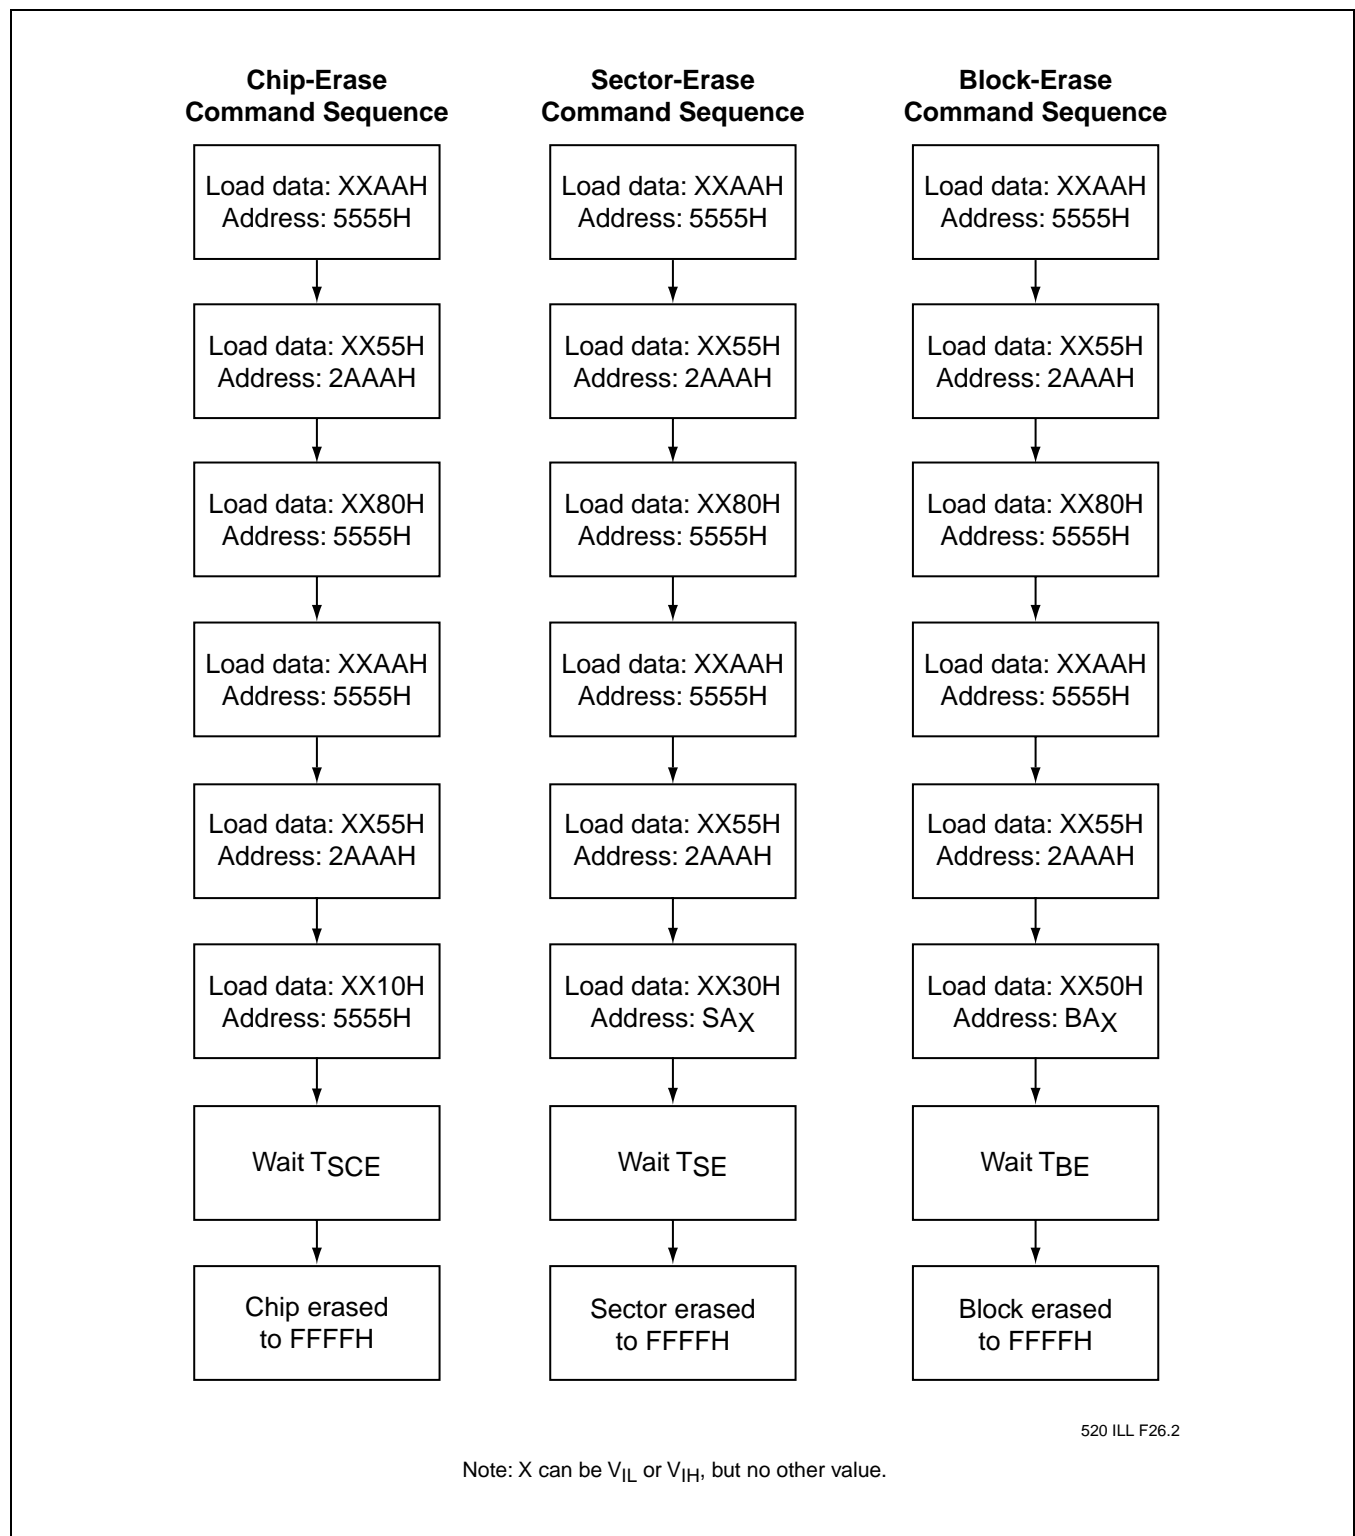 Chip-Erase
Command Sequence
Load data: XXAAH
Address: 5555H
Load data: XX55H
Address: 2AAAH
Load data: XX80H
Address: 5555H
Load data: XXAAH
Address: 5555H
Load data: XX55H
Address: 2AAAH
Load data: XX10H
Address: 5555H
Wait TSCE
Chip erased
to FFFFH
Sector-Erase
Command Sequence
Load data: XXAAH
Address: 5555H
Load data: XX55H
Address: 2AAAH
Load data: XX80H
Address: 5555H
Load data: XXAAH
Address: 5555H
Load data: XX55H
Address: 2AAAH
Load data: XX30H
Address: SAX
Wait TSE
Sector erased
to FFFFH
Block-Erase
Command Sequence
Load data: XXAAH
Address: 5555H
Load data: XX55H
Address: 2AAAH
Load data: XX80H
Address: 5555H
Load data: XXAAH
Address: 5555H
Load data: XX55H
Address: 2AAAH
Load data: XX50H
Address: BAX
Wait TBE
Block erased
to FFFFH
520 ILL F26.2
Note: X can be VIL or VIH, but no other value.